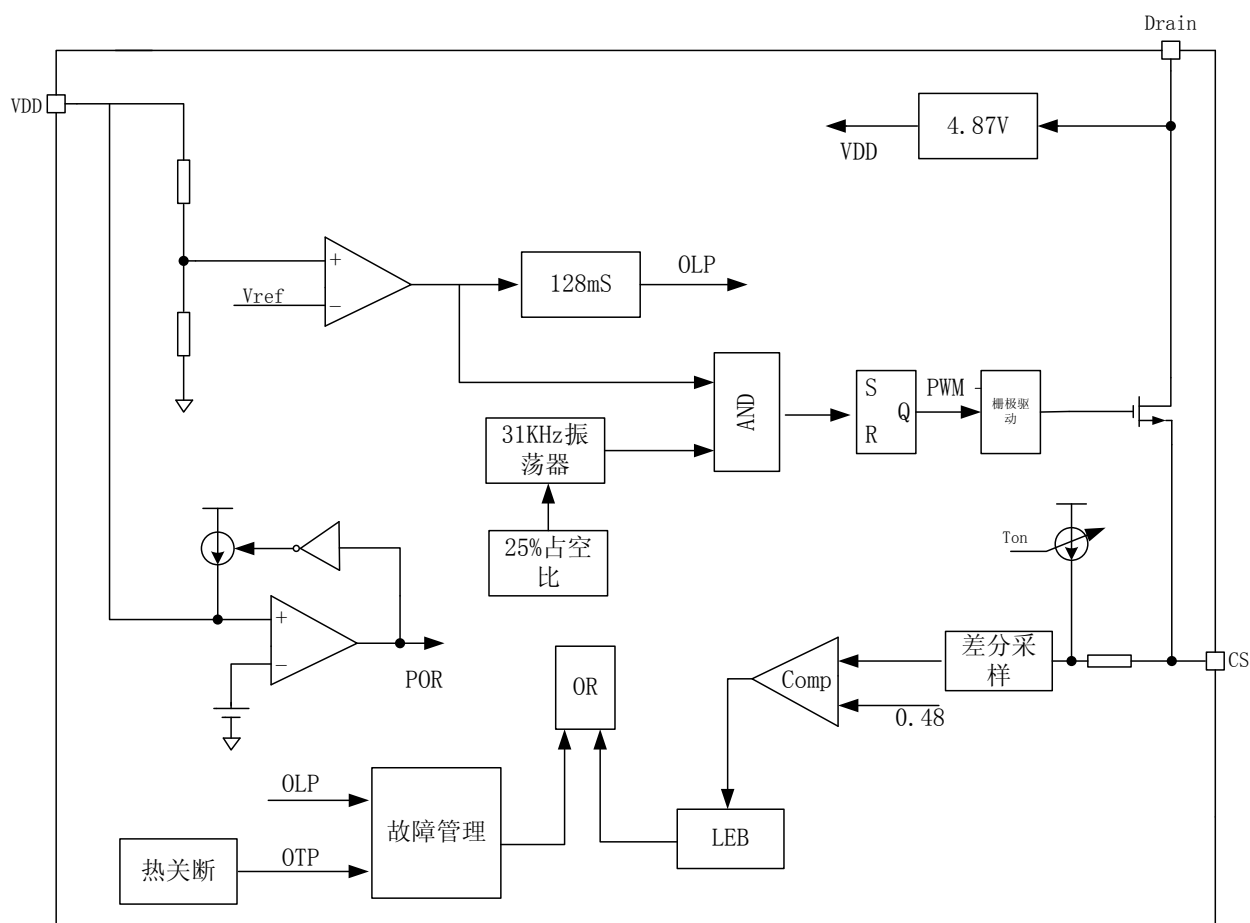 Drain
VDD
4.87V
VDD
+
Vref
-
128mS
OLP
AND
S
R
Q
PWM
栅极驱
动
31KHz振
荡器
25%占空
比
Ton
+
-
POR
OR
Comp
差分采
样
CS
0.48
OLP
故障管理
LEB
热关断
OTP